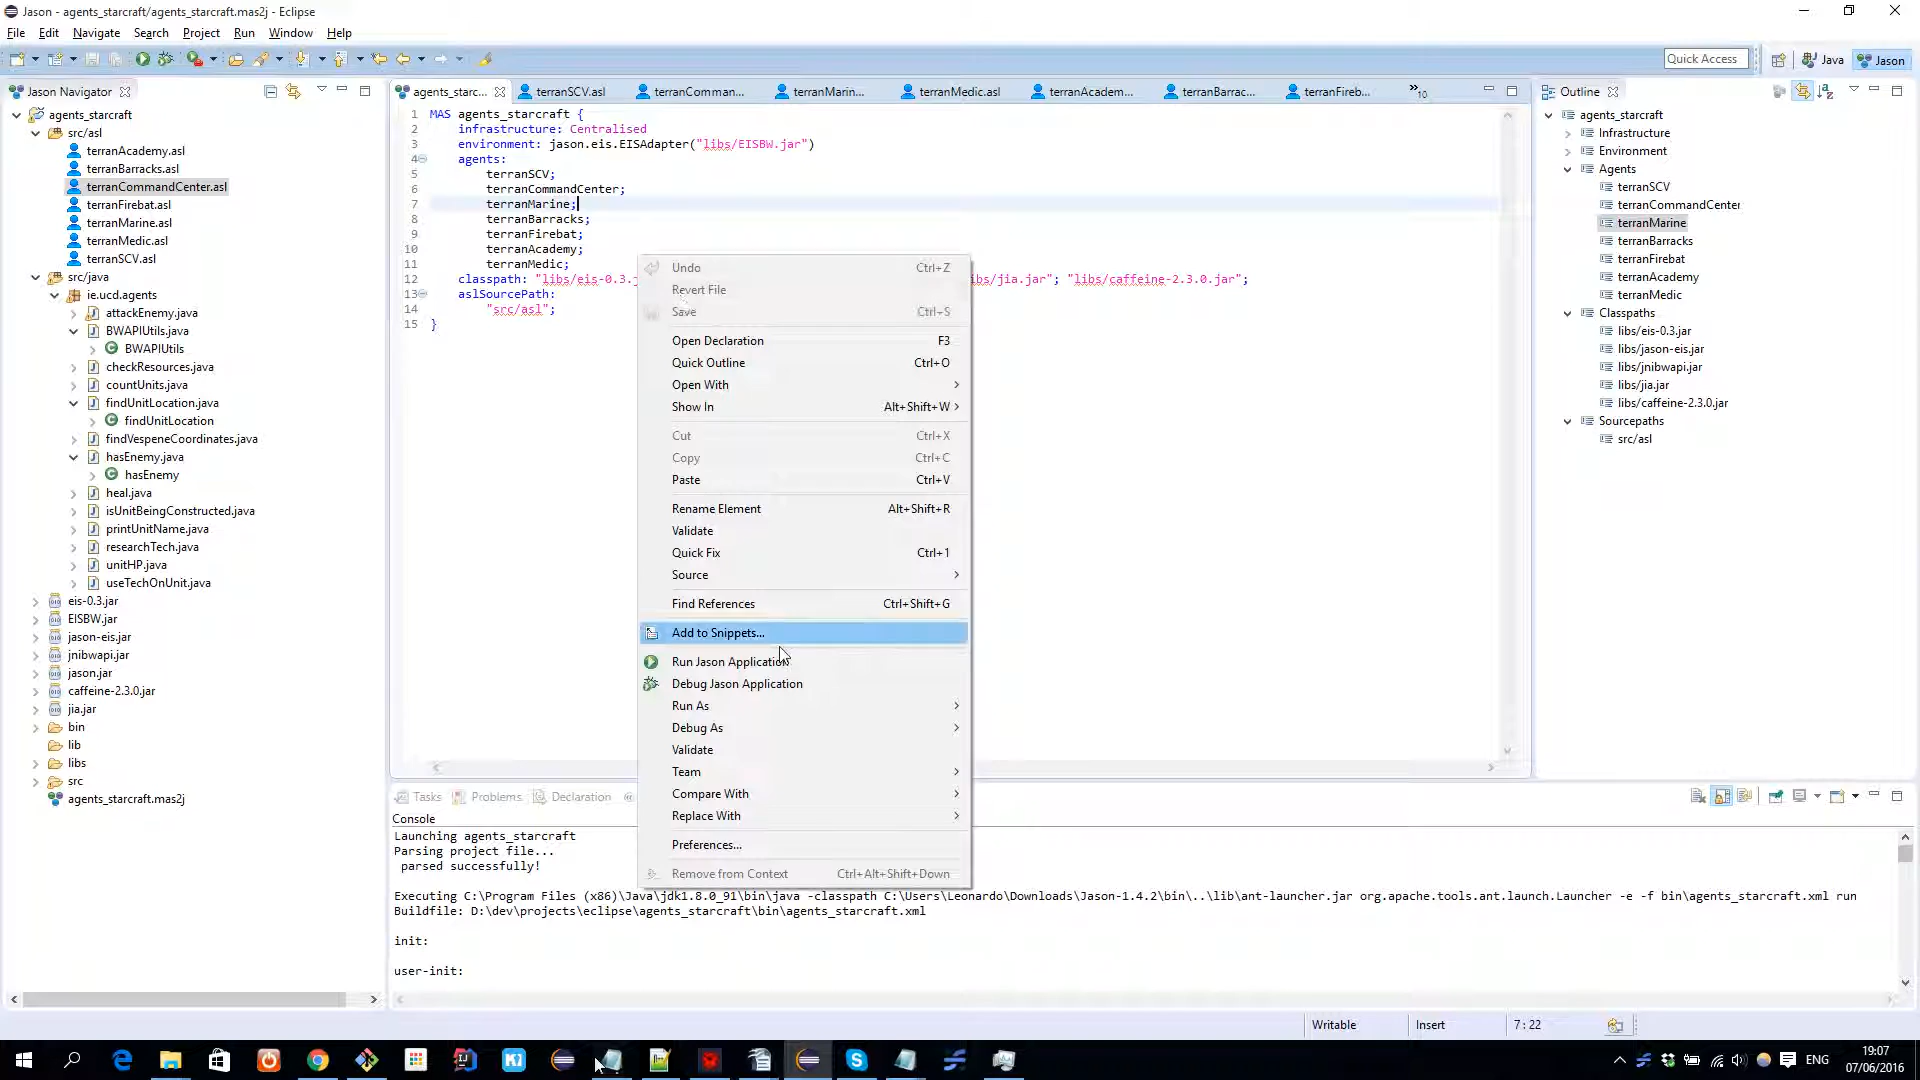 Jason - agents_starcraft/agents_starcraft.mas2j - Eclipse
File Edit Navigate Search Project Run Window Help
Quick Access Java Jason
Jason Navigator
agents_starcraft
src/asl
terranAcademy.asl
terranBarracks.asl
terranCommandCenter.asl
terranFirebat.asl
terranMarine.asl
terranMedic.asl
terranSCV.asl
src/java
ie.ucd.agents
attackEnemy.java
BWAPIUtils.java
BWAPIUtils
checkResources.java
countUnits.java
findUnitLocation.java
findUnitLocation
findVespeneCoordinates.java
hasEnemy.java
hasEnemy
heal.java
isUnitBeingConstructed.java
printUnitName.java
researchTech.java
unitHP.java
useTechOnUnit.java
eis-0.3.jar
EISBW.jar
jason-eis.jar
jnibwapi.jar
jason.jar
caffeine-2.3.0.jar
jia.jar
bin
lib
libs
src
agents_starcraft.mas2j
agents_starc... terranSCV.asl terranComman... terranMarin... terranMedic.asl terranAcadem... terranBarrac... terranFireb... »10
1 MAS agents_starcraft {
2 infrastructure: Centralised
3 environment: jason.eis.EISAdapter("libs/EISBW.jar")
4 agents:
5 terranSCV;
6 terranCommandCenter;
7 terranMarine;
8 terranBarracks;
9 terranFirebat;
10 terranAcademy;
11 terranMedic;
12 classpath: "libs/eis-0.3.j ibs/jia.jar"; "libs/caffeine-2.3.0.jar";
13 aslSourcePath:
14 "src/asl";
15 }
Undo Ctrl+Z
Revert File
Save Ctrl+S
Open Declaration F3
Quick Outline Ctrl+O
Open With
Show In Alt+Shift+W
Cut Ctrl+X
Copy Ctrl+C
Paste Ctrl+V
Rename Element Alt+Shift+R
Validate
Quick Fix Ctrl+1
Source
Find References Ctrl+Shift+G
Add to Snippets...
Run Jason Application
Debug Jason Application
Run As
Debug As
Validate
Team
Compare With
Replace With
Preferences...
Remove from Context Ctrl+Alt+Shift+Down
Outline
agents_starcraft
Infrastructure
Environment
Agents
terranSCV
terranCommandCenter
terranMarine
terranBarracks
terranFirebat
terranAcademy
terranMedic
Classpaths
libs/eis-0.3.jar
libs/jason-eis.jar
libs/jnibwapi.jar
libs/jia.jar
libs/caffeine-2.3.0.jar
Sourcepaths
src/asl
Tasks Problems Declaration
Console
Launching agents_starcraft
Parsing project file...
parsed successfully!
Executing C:\Program Files (x86)\Java\jdk1.8.0_91\bin\java -classpath C:\Users\Leonardo\Downloads\Jason-1.4.2\bin\..\lib\ant-launcher.jar org.apache.tools.ant.launch.Launcher -e -f bin\agents_starcraft.xml run
Buildfile: D:\dev\projects\eclipse\agents_starcraft\bin\agents_starcraft.xml
init:
user-init:
Writable Insert 7 : 22
ENG 19:07
07/06/2016